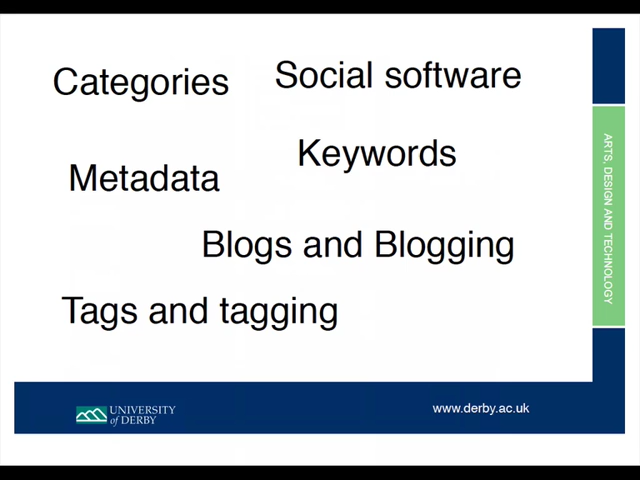 Categories
Social software
Keywords
Metadata
Blogs and Blogging
Tags and tagging
ARTS, DESIGN AND TECHNOLOGY
UNIVERSITY
of DERBY
www.derby.ac.uk